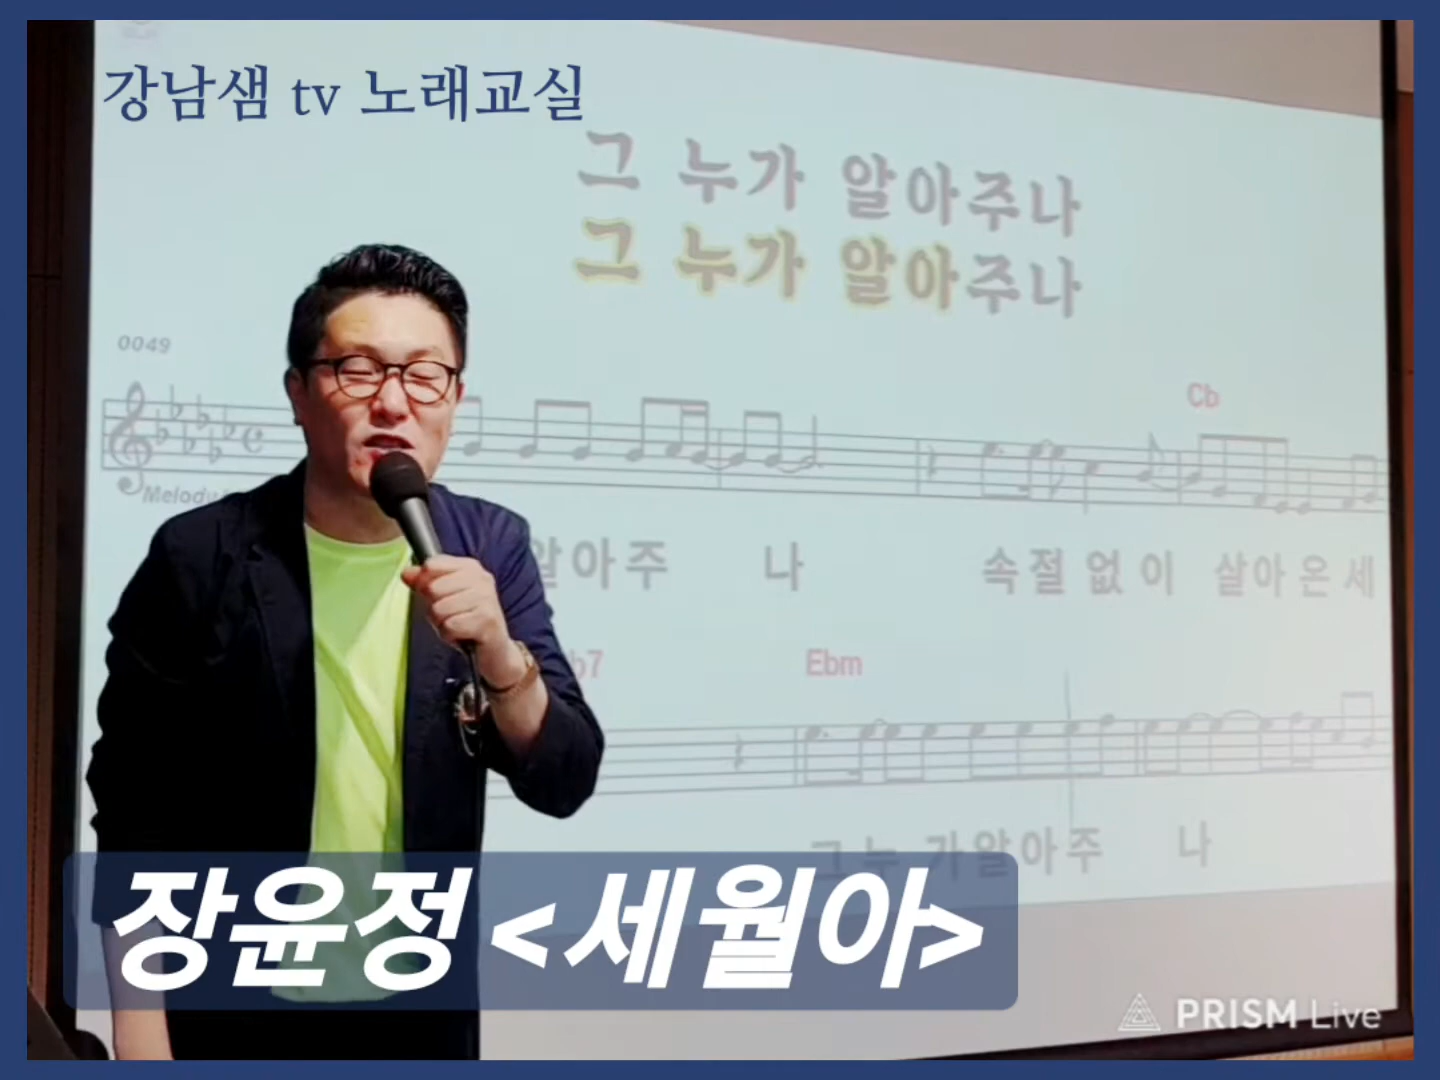 강남샘 tv 노래교실
그 누가 알아주나
그 누가 알아주나
0049
Cb
알아주 나 속절없이 살아온세
b7 Ebm
그누 가알아주 나
장윤정 <세월아>
PRISM Live